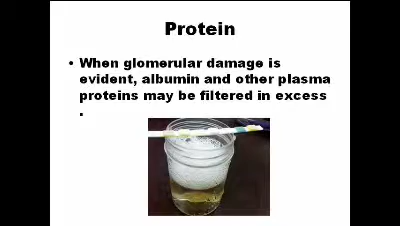 Protein
• When glomerular damage is
evident, albumin and other plasma
proteins may be filtered in excess
.